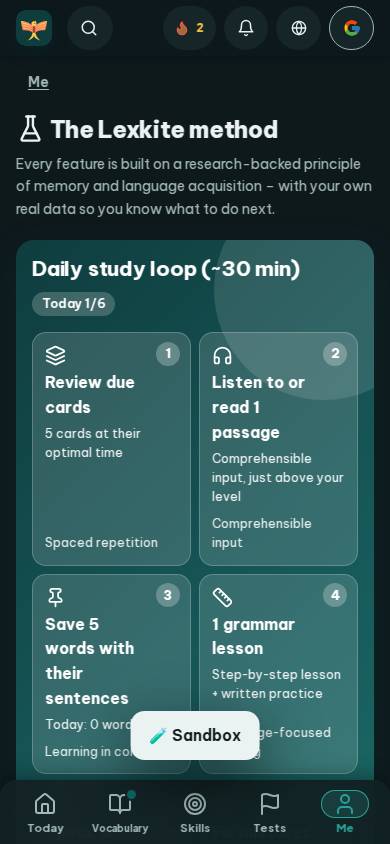 2
Me
The Lexkite method
Every feature is built on a research-backed principle
of memory and language acquisition – with your own
real data so you know what to do next.
Daily study loop (~30 min)
Today 1/6
1
Review due
cards
5 cards at their
optimal time
Spaced repetition
2
Listen to or
read 1
passage
Comprehensible
input, just above your
level
Comprehensible
input
3
Save 5
words with
their
sentences
Today: 0
Learning in
4
1 grammar
lesson
Step-by-step lesson
+ written practice
Sandbox
Today
Vocabulary
Skills
Tests
Me